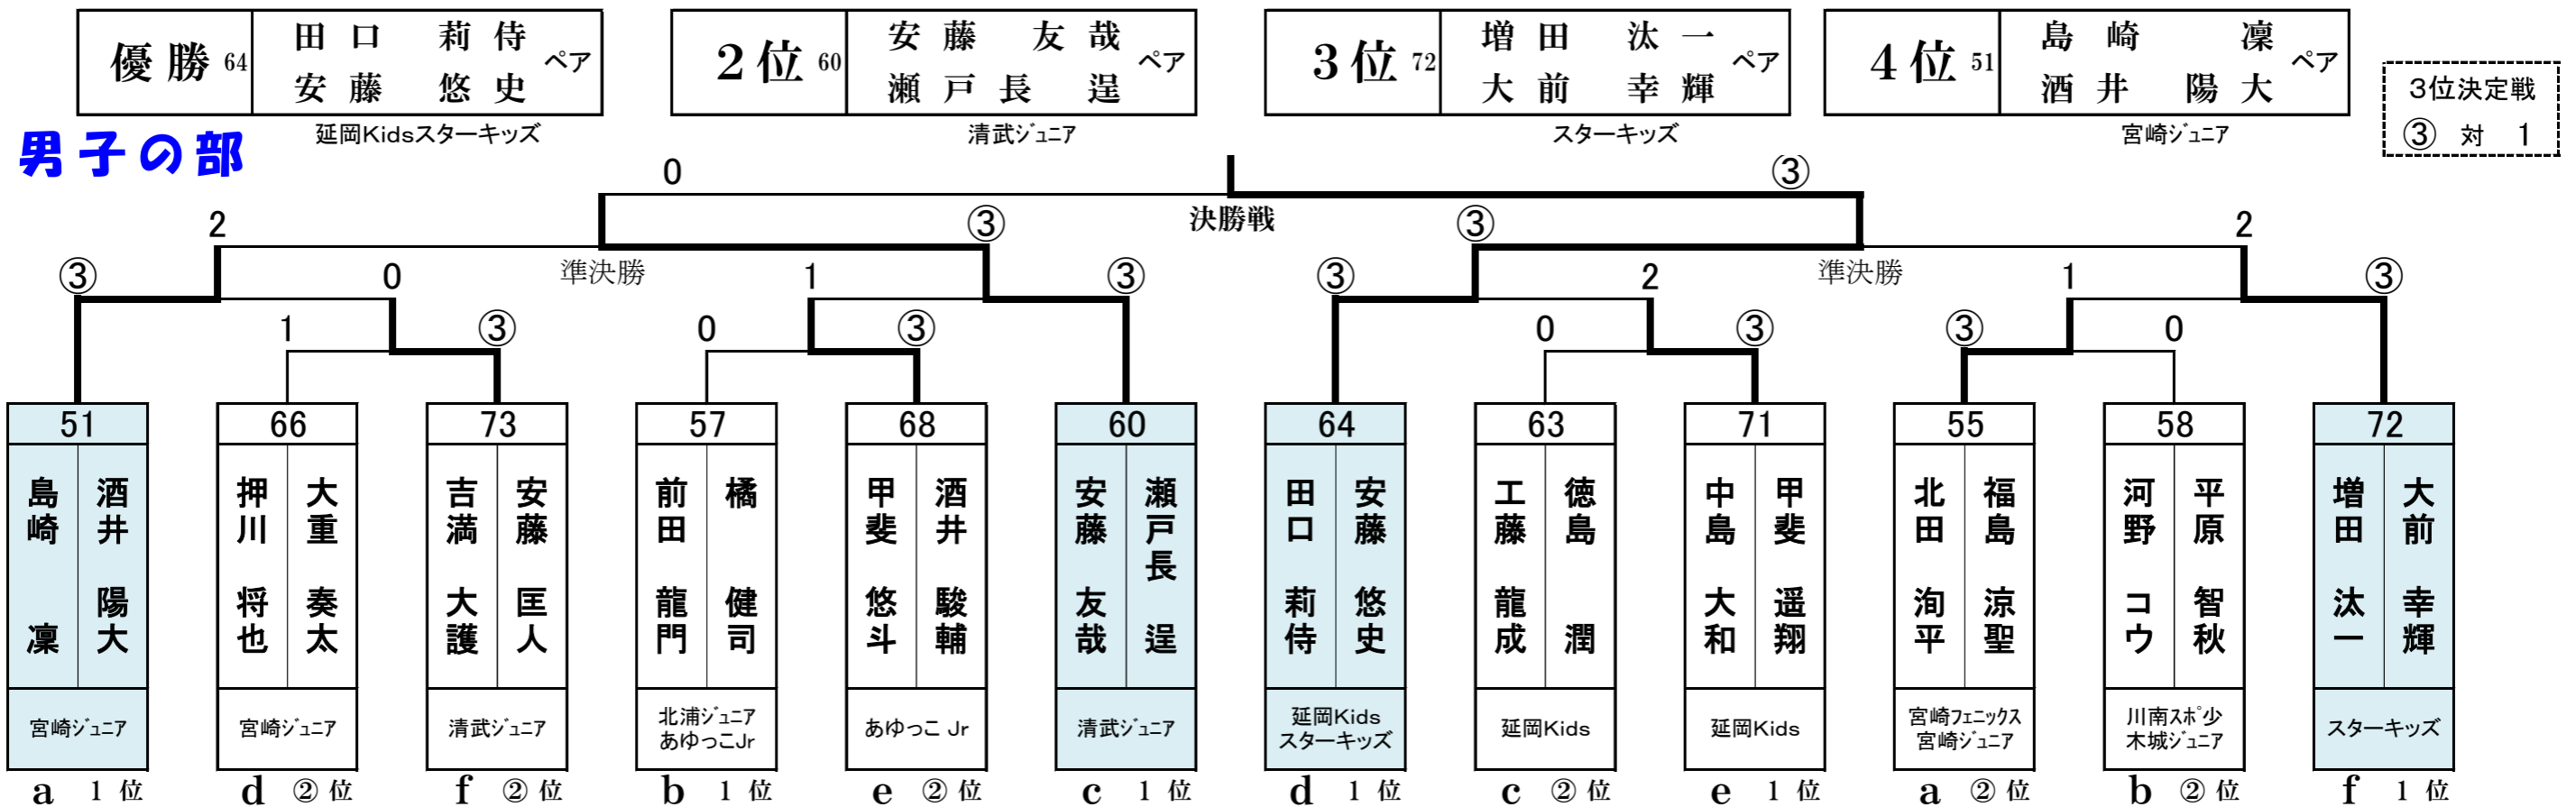 優勝 64 田口 莉侍 安藤 悠史 ペア
延岡Kidsスターキッズ
2位 60 安藤 友哉 瀬戸長 逞 ペア
清武ジュニア
3位 72 増田 汰一 大前 幸輝 ペア
スターキッズ
4位 51 島崎 凛 酒井 陽大 ペア
宮崎ジュニア
3位決定戦
③ 対 1
男子の部
0 ③
決勝戦
2 ③ ③ 2
準決勝 準決勝
③ 0 1 ③ ③ 2 1 ③
1 ③ 0 ③ 0 ③ ③ 0
51 66 73 57 68 60 64 63 71 55 58 72
島崎 凛 酒井 陽大
宮崎ジュニア
a 1位
押川 将也 大重 奏太
宮崎ジュニア
d ②位
吉満 大護 安藤 匡人
清武ジュニア
f ②位
前田 龍門 橘 健司
北浦ジュニア
あゆっこJr
b 1位
甲斐 悠斗 酒井 駿輔
あゆっこ Jr
e ②位
安藤 友哉 瀬戸長 逞
清武ジュニア
c 1位
田口 莉侍 安藤 悠史
延岡Kids
スターキッズ
d 1位
工藤 龍成 徳島 潤
延岡Kids
c ②位
中島 大和 甲斐 遥翔
延岡Kids
e 1位
北田 洵平 福島 涼聖
宮崎フェニックス
宮崎ジュニア
a ②位
河野 コウ 平原 智秋
川南スポ少
木城ジュニア
b ②位
増田 汰一 大前 幸輝
スターキッズ
f 1位